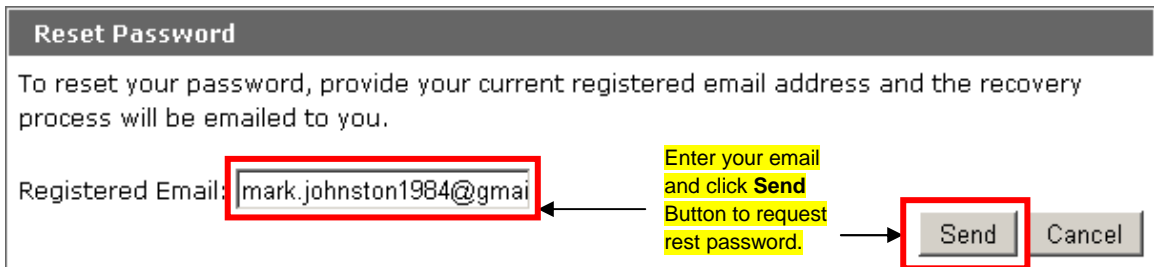 Reset Password
To reset your password, provide your current registered email address and the recovery
process will be emailed to you.
Registered Email: mark.johnston1984@gmai
Enter your email
and click Send
Button to request
rest password.
Send Cancel